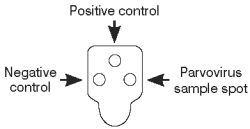 Positive control
Negative
control
Parvovirus
sample spot